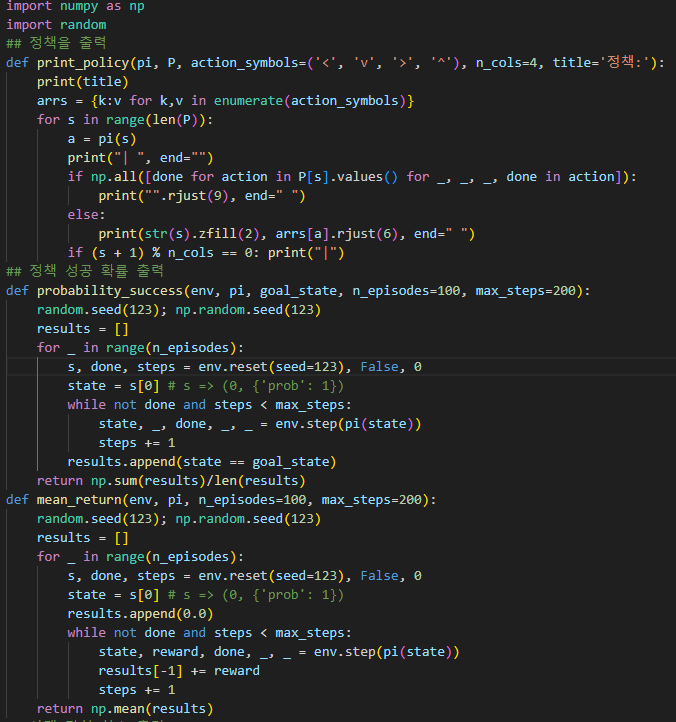 import numpy as np
import random
## 정책을 출력
def print_policy(pi, P, action_symbols=('<', 'v', '>', '^'), n_cols=4, title='정책:'):
    print(title)
    arrs = {k:v for k,v in enumerate(action_symbols)}
    for s in range(len(P)):
        a = pi(s)
        print("| ", end="")
        if np.all([done for action in P[s].values() for _, _, _, done in action]):
            print("".rjust(9), end=" ")
        else:
            print(str(s).zfill(2), arrs[a].rjust(6), end=" ")
        if (s + 1) % n_cols == 0: print("|")
## 정책 성공 확률 출력
def probability_success(env, pi, goal_state, n_episodes=100, max_steps=200):
    random.seed(123); np.random.seed(123)
    results = []
    for _ in range(n_episodes):
        s, done, steps = env.reset(seed=123), False, 0
        state = s[0] # s => (0, {'prob': 1})
        while not done and steps < max_steps:
            state, _, done, _, _ = env.step(pi(state))
            steps += 1
        results.append(state == goal_state)
    return np.sum(results)/len(results)
def mean_return(env, pi, n_episodes=100, max_steps=200):
    random.seed(123); np.random.seed(123)
    results = []
    for _ in range(n_episodes):
        s, done, steps = env.reset(seed=123), False, 0
        state = s[0] # s => (0, {'prob': 1})
        results.append(0.0)
        while not done and steps < max_steps:
            state, reward, done, _, _ = env.step(pi(state))
            results[-1] += reward
            steps += 1
    return np.mean(results)